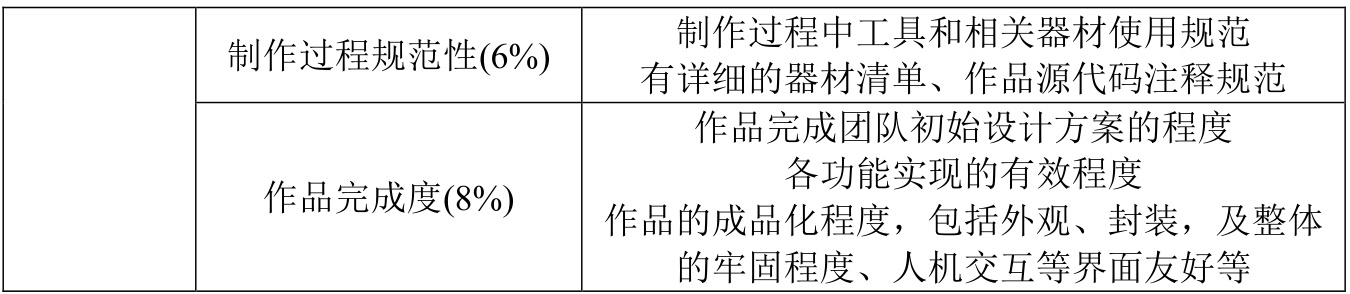 制作过程规范性(6%)
制作过程中工具和相关器材使用规范
有详细的器材清单、作品源代码注释规范
作品完成度(8%)
作品完成团队初始设计方案的程度
各功能实现的有效程度
作品的成品化程度，包括外观、封装，及整体
的牢固程度、人机交互等界面友好等